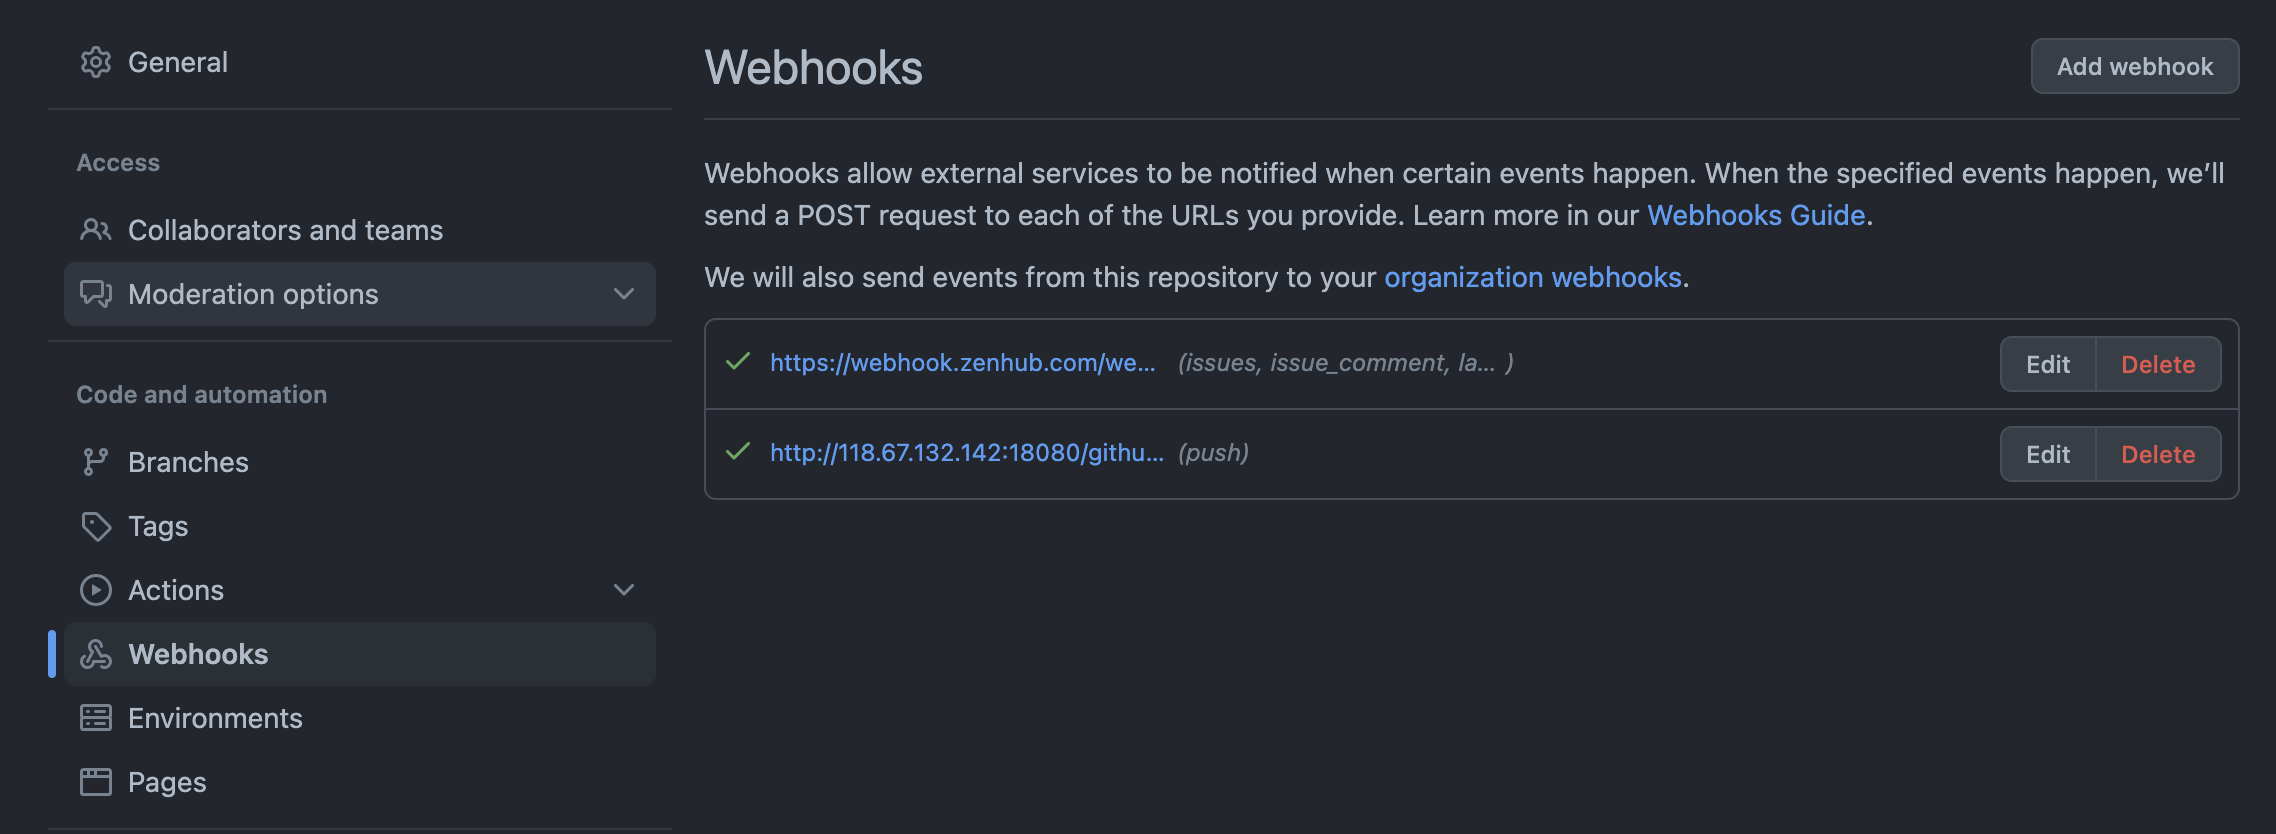 General
Access
Collaborators and teams
Moderation options
Code and automation
Branches
Tags
Actions
Webhooks
Environments
Pages
Webhooks
Add webhook
Webhooks allow external services to be notified when certain events happen. When the specified events happen, we’ll
send a POST request to each of the URLs you provide. Learn more in our Webhooks Guide.
We will also send events from this repository to your organization webhooks.
https://webhook.zenhub.com/we... (issues, issue_comment, la... ) Edit Delete
http://118.67.132.142:18080/githu... (push) Edit Delete